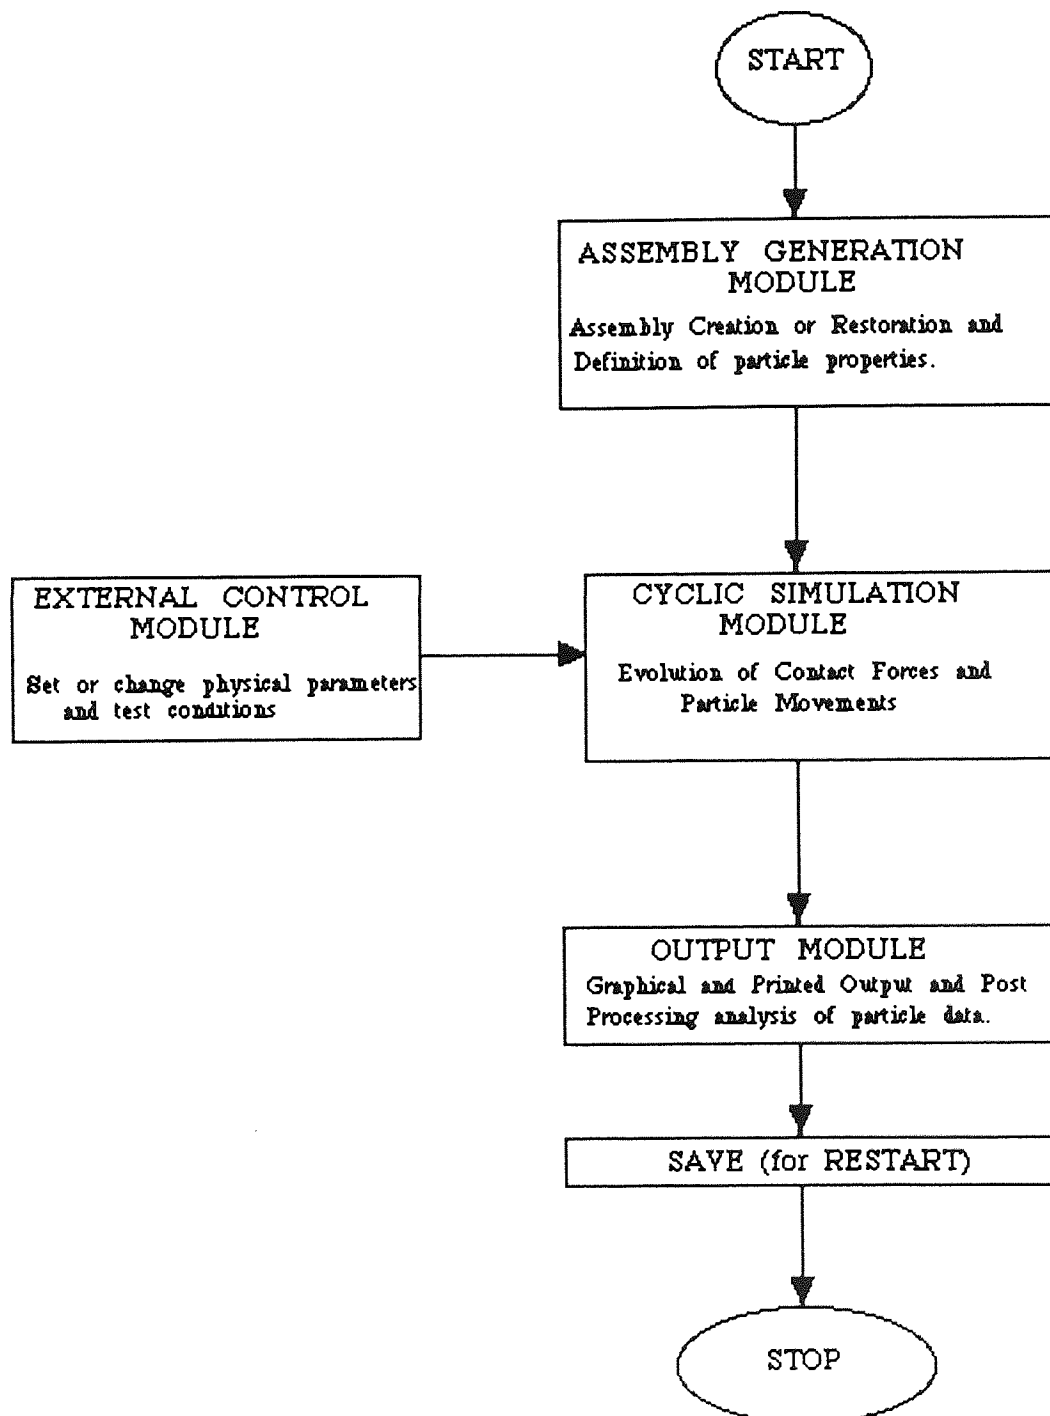 START
ASSEMBLY GENERATION
MODULE
Assembly Creation or Restoration and
Definition of particle properties.
EXTERNAL CONTROL
MODULE
Set or change physical parameters
and test conditions
CYCLIC SIMULATION
MODULE
Evolution of Contact Forces and
Particle Movements
OUTPUT MODULE
Graphical and Printed Output and Post
Processing analysis of particle data.
SAVE (for RESTART)
STOP